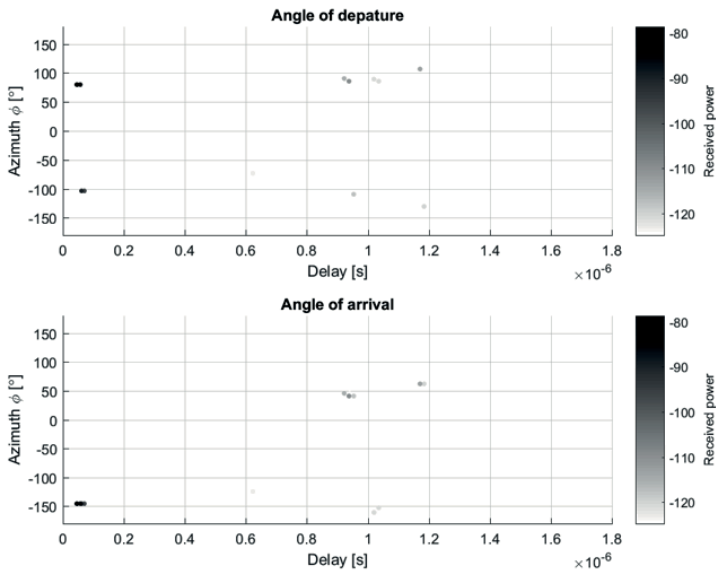 Angle of depature
150
100
50
0
-50
-100
-150
Azimuth ϕ [°]
0 0.2 0.4 0.6 0.8 1 1.2 1.4 1.6 1.8
Delay [s]
×10⁻⁶
-80
-90
-100
-110
-120
Received power
Angle of arrival
150
100
50
0
-50
-100
-150
Azimuth ϕ [°]
0 0.2 0.4 0.6 0.8 1 1.2 1.4 1.6 1.8
Delay [s]
×10⁻⁶
-80
-90
-100
-110
-120
Received power